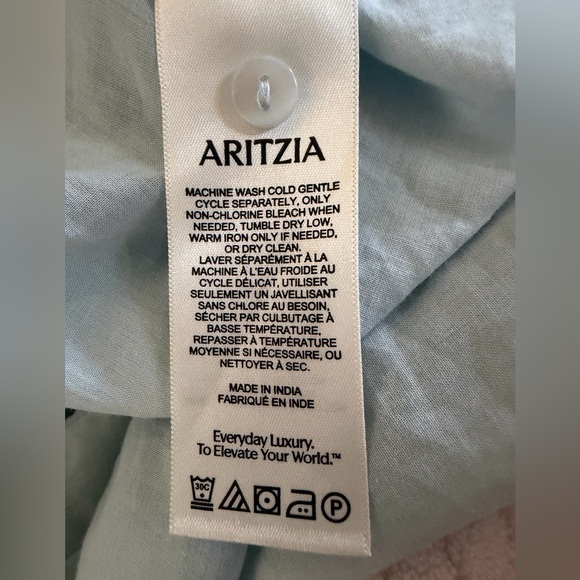 ARITZIA
MACHINE WASH COLD GENTLE
CYCLE SEPARATELY, ONLY
NON-CHLORINE BLEACH WHEN
NEEDED, TUMBLE DRY LOW,
WARM IRON ONLY IF NEEDED,
OR DRY CLEAN.
LAVER SÉPARÉMENT À LA
MACHINE À L'EAU FROIDE AU
CYCLE DÉLICAT, UTILISER
SEULEMENT UN JAVELLISANT
SANS CHLORE AU BESOIN,
SÉCHER PAR CULBUTAGE À
BASSE TEMPÉRATURE,
REPASSER À TEMPÉRATURE
MOYENNE SI NÉCESSAIRE, OU
NETTOYER À SEC.
MADE IN INDIA
FABRIQUÉ EN INDE
Everyday Luxury.
To Elevate Your World.™
30C P